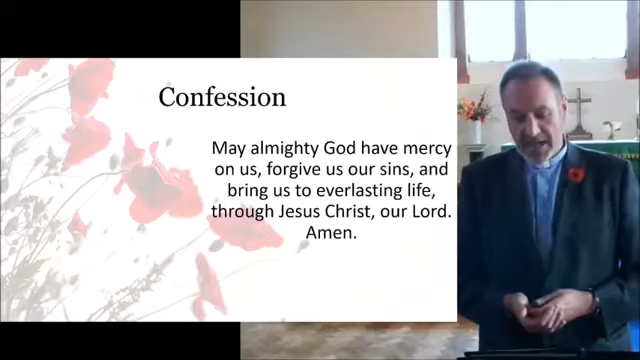 Confession
May almighty God have mercy
on us, forgive us our sins, and
bring us to everlasting life,
through Jesus Christ, our Lord.
Amen.